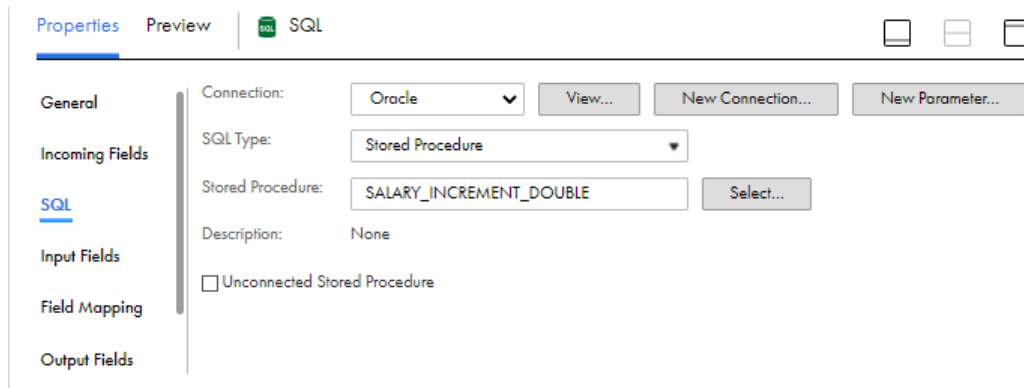 Properties Preview SQL
General
Incoming Fields
SQL
Input Fields
Field Mapping
Output Fields
Connection: Oracle View... New Connection... New Parameter...
SQL Type: Stored Procedure
Stored Procedure: SALARY_INCREMENT_DOUBLE Select...
Description: None
Unconnected Stored Procedure